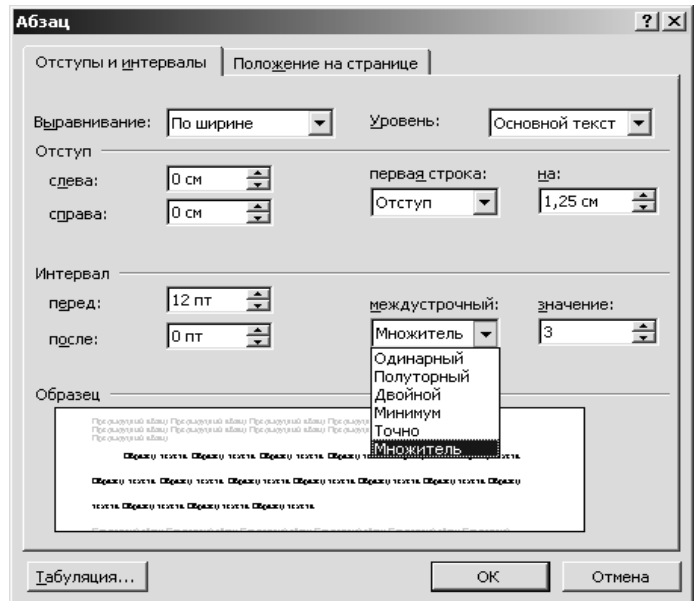 Абзац
Отступы и интервалы Положение на странице
Выравнивание: По ширине Уровень: Основной текст
Отступ
слева: 0 см первая строка: на:
справа: 0 см Отступ 1,25 см
Интервал
перед: 12 пт междустрочный: значение:
после: 0 пт Множитель 3
Одинарный
Полуторный
Двойной
Минимум
Точно
Множитель
Образец
Табуляция... ОК Отмена